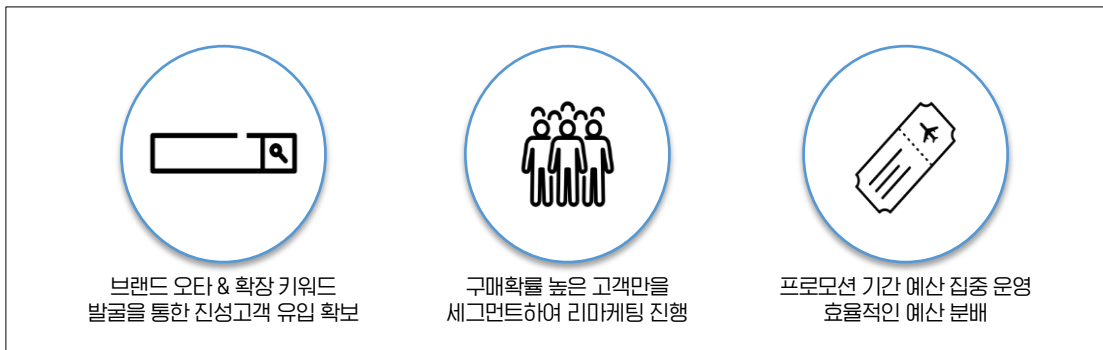 브랜드 오타 & 확장 키워드
발굴을 통한 진성고객 유입 확보
구매확률 높은 고객만을
세그먼트하여 리마케팅 진행
프로모션 기간 예산 집중 운영
효율적인 예산 분배